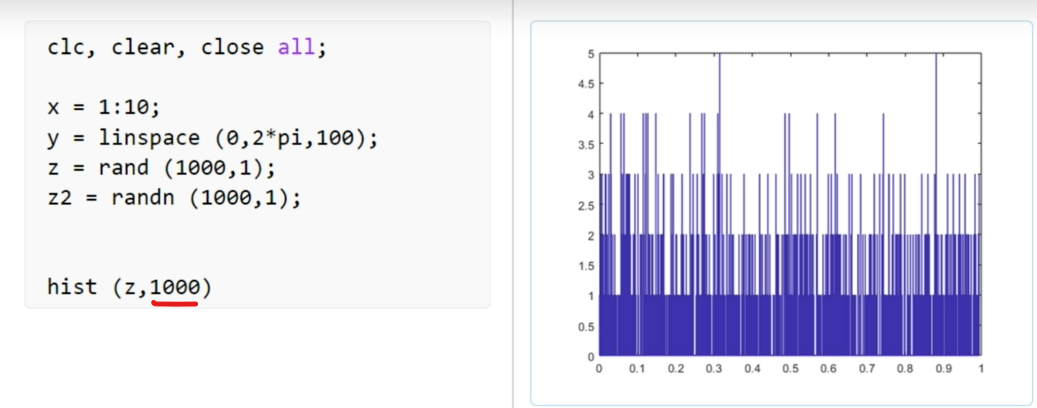 clc, clear, close all;
x = 1:10;
y = linspace (0,2*pi,100);
z = rand (1000,1);
z2 = randn (1000,1);
hist (z,1000)
5
4.5
4
3.5
3
2.5
2
1.5
1
0.5
0
0 0.1 0.2 0.3 0.4 0.5 0.6 0.7 0.8 0.9 1